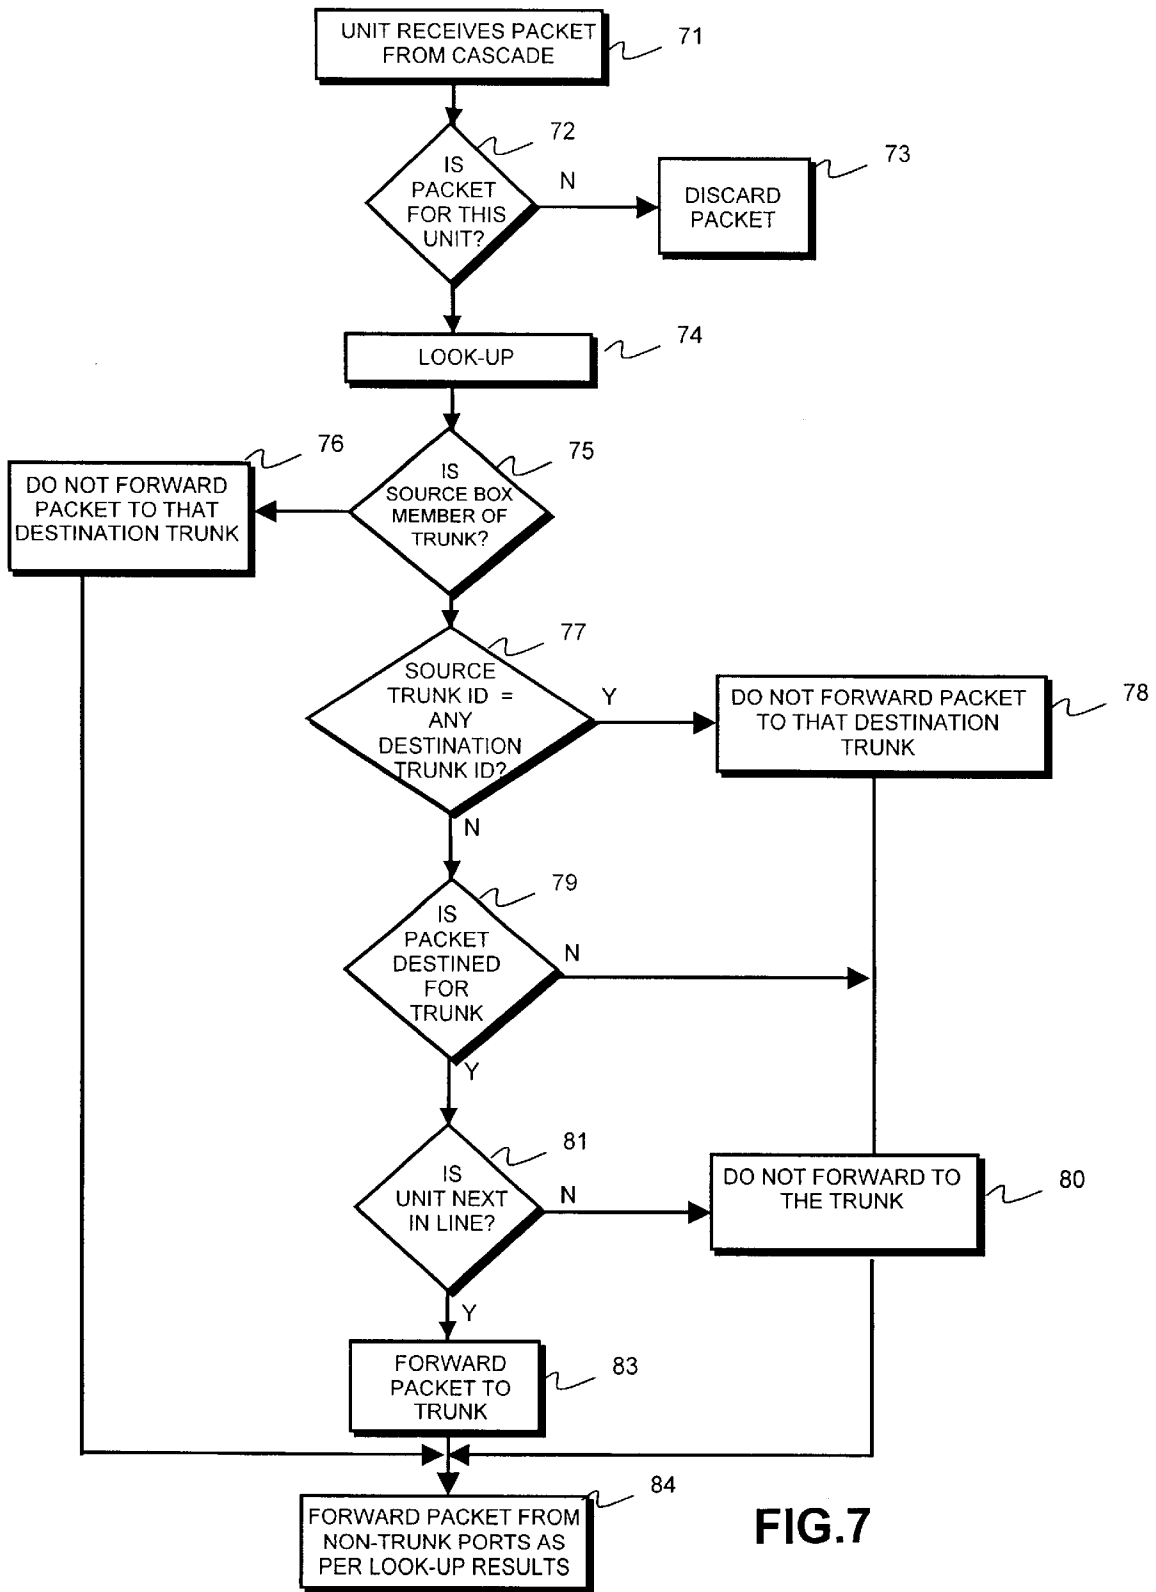 UNIT RECEIVES PACKET
FROM CASCADE
71
72
IS
PACKET
FOR THIS
UNIT?
N
73
DISCARD
PACKET
LOOK-UP
74
76
DO NOT FORWARD
PACKET TO THAT
DESTINATION TRUNK
75
IS
SOURCE BOX
MEMBER OF
TRUNK?
77
SOURCE
TRUNK ID =
ANY
DESTINATION
TRUNK ID?
Y
N
DO NOT FORWARD PACKET
TO THAT DESTINATION
TRUNK
78
79
IS
PACKET
DESTINED
FOR
TRUNK
N
Y
81
IS
UNIT NEXT
IN LINE?
N
Y
DO NOT FORWARD TO
THE TRUNK
80
FORWARD
PACKET TO
TRUNK
83
84
FORWARD PACKET FROM
NON-TRUNK PORTS AS
PER LOOK-UP RESULTS
FIG.7